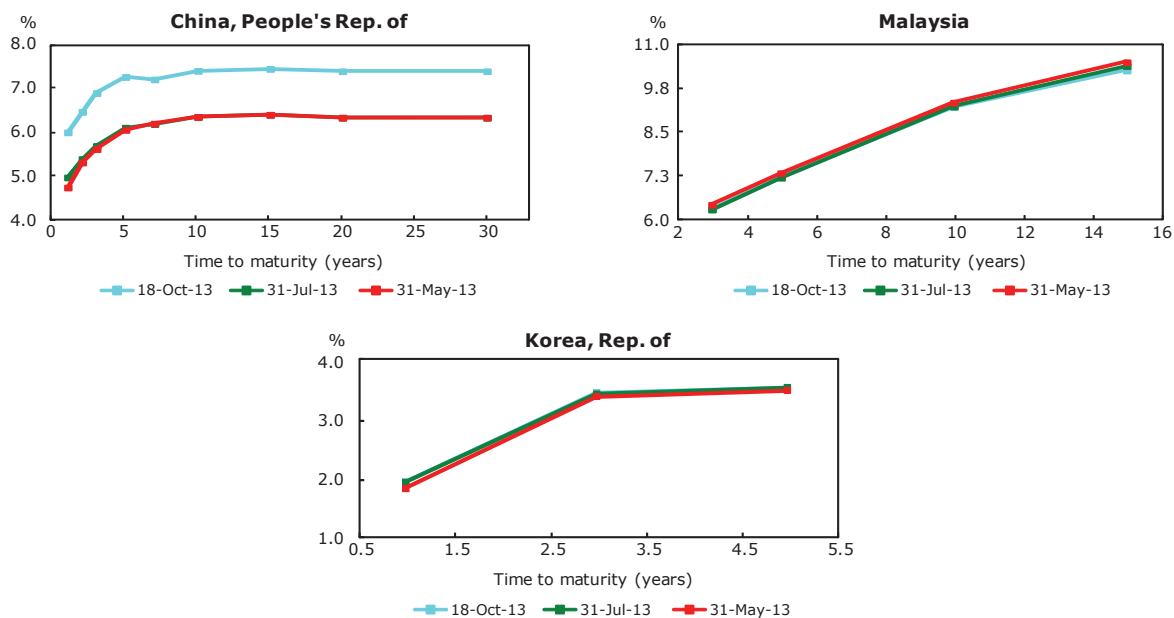 China, People's Rep. of
%
8.0
7.0
6.0
5.0
4.0
0 5 10 15 20 25 30
Time to maturity (years)
18-Oct-13 31-Jul-13 31-May-13
Malaysia
%
11.0
9.8
8.5
7.3
6.0
2 4 6 8 10 12 14 16
Time to maturity (years)
18-Oct-13 31-Jul-13 31-May-13
Korea, Rep. of
%
4.0
3.0
2.0
1.0
0.5 1.5 2.5 3.5 4.5 5.5
Time to maturity (years)
18-Oct-13 31-Jul-13 31-May-13